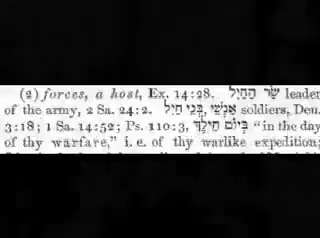 (2) forces, a host, Ex. 14:28. שַׂר הַחַיִל leader
of the army, 2 Sa. 24:2. אַנְשֵׁי, בְּנֵי חַיִל soldiers, Deu.
3:18; 1 Sa. 14:52; Ps. 110:3, בְּיוֹם חֵילֶךָ “in the day
of thy warfare,” i. e. of thy warlike expedition;